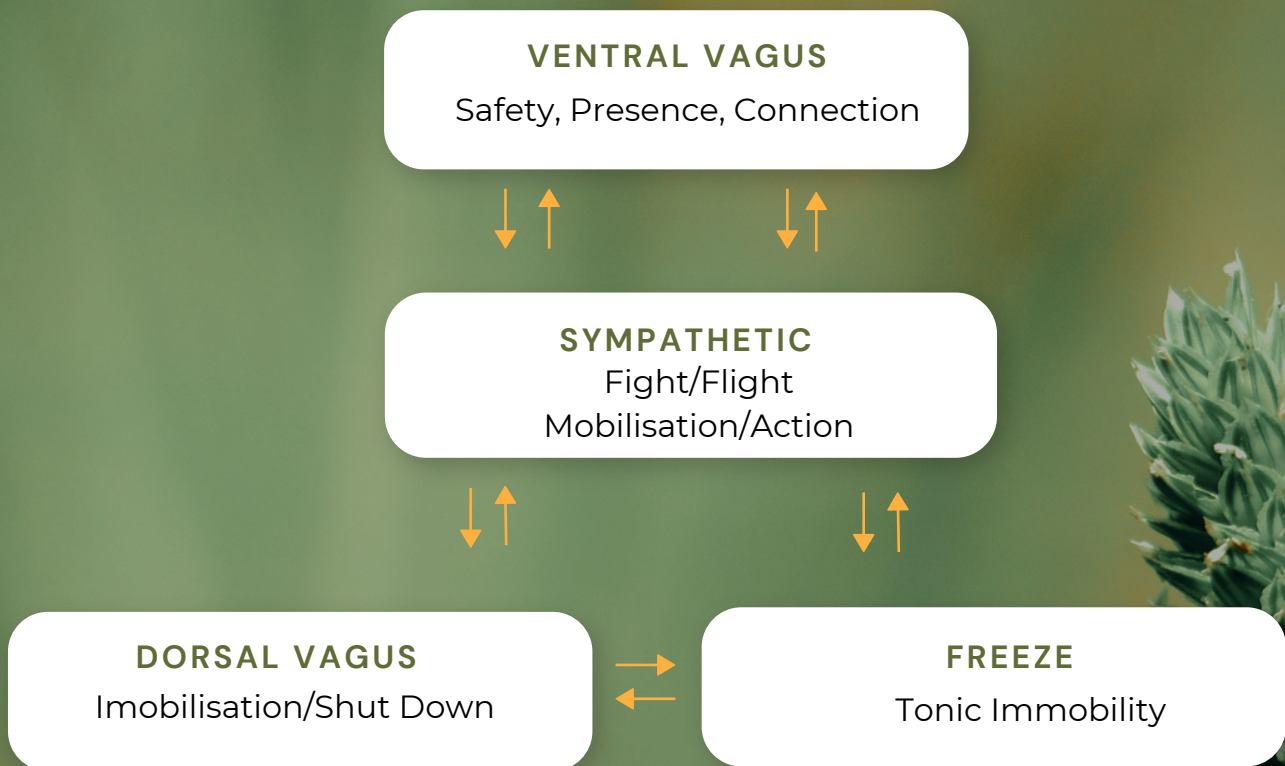 VENTRAL VAGUS
Safety, Presence, Connection
SYMPATHETIC
Fight/Flight
Mobilisation/Action
DORSAL VAGUS
Imobilisation/Shut Down
FREEZE
Tonic Immobility